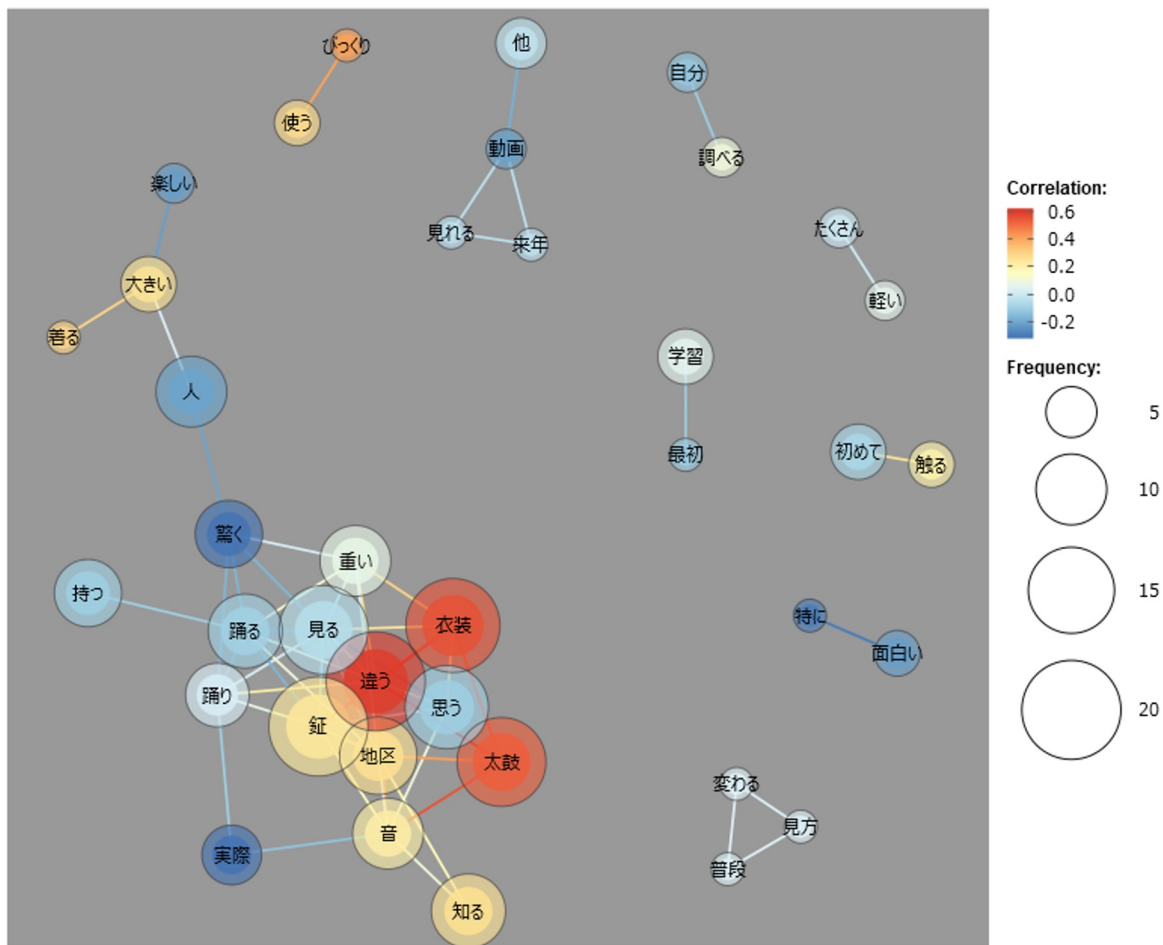 びっくり
他
自分
使う
動画
調べる
楽しい
Correlation:
0.6
0.4
0.2
0.0
-0.2
見れる
来年
たくさん
大きい
軽い
着る
学習
Frequency:
5
10
15
20
人
最初
初めて
触る
驚く
重い
持つ
踊る
見る
衣装
特に
面白い
違う
踊り
思う
鉦
地区
太鼓
変わる
見方
普段
音
実際
知る